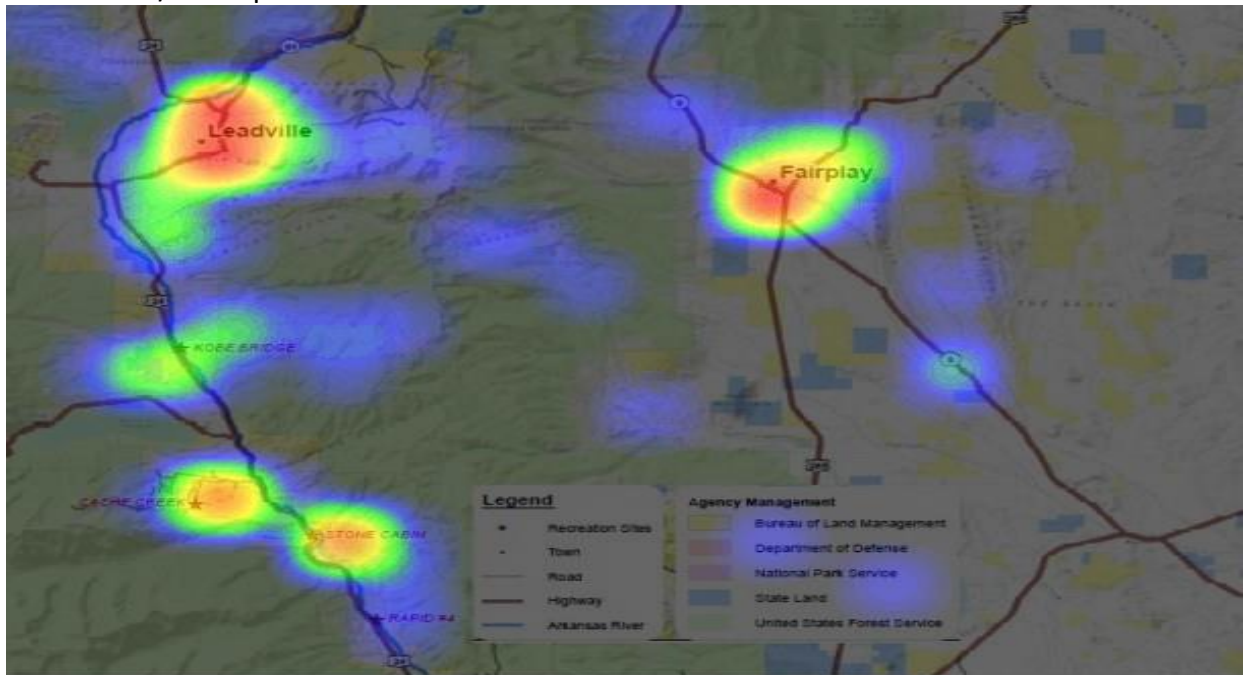 Leadville
Fairplay
KOBE BRIDGE
CACHE CREEK
STONE CABIN
RAPID #4
Legend
Recreation Sites
Town
Road
Highway
Arkansas River
Agency Management
Bureau of Land Management
Department of Defense
National Park Service
State Land
United States Forest Service